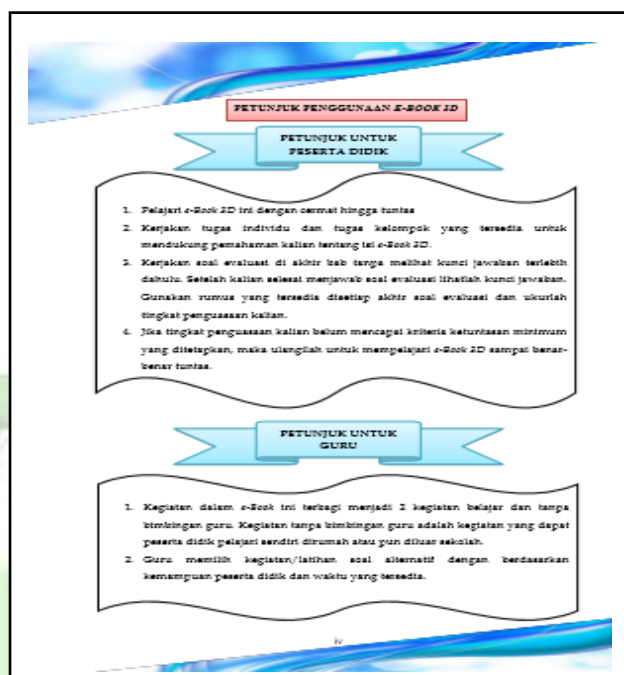 PETUNJUK PENGGUNAAN E-BOOK 3D
PETUNJUK UNTUK
PESERTA DIDIK
1. Pelajari e-Book 3D ini dengan cermat hingga tuntas
2. Kerjakan tugas individu dan tugas kelompok yang tersedia untuk
mendukung pemahaman kalian tentang isi e-Book 3D.
3. Kerjakan soal evaluasi di akhir bab tanpa melihat kunci jawaban terlebih
dahulu. Setelah kalian selesai menjawab soal evaluasi lihatlah kunci jawaban.
Gunakan rumus yang tersedia disetiap akhir soal evaluasi dan ukurlah
tingkat penguasaan kalian.
4. Jika tingkat penguasaan kalian belum mencapai kriteria ketuntasan minimum
yang ditetapkan, maka ulangilah untuk mempelajari e-Book 3D sampai benar-
benar tuntas.
PETUNJUK UNTUK
GURU
1. Kegiatan dalam e-Book ini terbagi menjadi 2 kegiatan belajar dan tanpa
bimbingan guru. Kegiatan tanpa bimbingan guru adalah kegiatan yang dapat
peserta didik pelajari sendiri dirumah atau pun diluar sekolah.
2. Guru memilih kegiatan/latihan soal alternatif dengan berdasarkan
kemampuan peserta didik dan waktu yang tersedia.
iv